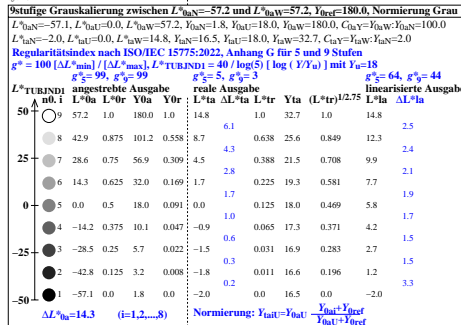 9stufige Grauskalierung zwischen L*0aN=−57.2 und L*0aW=57.2, Y0ref=180.0, Normierung Grau
L*0aN=−57.1, L*0aU=0.0, L*0aW=57.2, Y0aN=1.8, Y0aU=18.0, Y0aW=180.0, C0aY=Y0aW:Y0aN=100.0
L*taN=−2.0, L*taU=0.0, L*taW=14.8, YtaN=16.5, YtaU=18.0, YtaW=32.7, CtaY=YtaW:YtaN=2.0
Regularitätsindex nach ISO/IEC 15775:2022, Anhang G für 5 und 9 Stufen
g* = 100 [ΔL*min] / [ΔL*max], L*TUBJND1= 40 / log(5) [ log ( Y/Yu) ] mit Yu=18
g*5= 99, g*9= 99 g*5= 5, g*9= 3 g*5= 64, g*9= 44
L*TUBJND1 angestrebte Ausgabe reale Ausgabe linearisierte Ausgabe
n0. i L*0a L*0r Y0a Y0r L*ta ΔL*ta L*tr Yta (L*tr)1/2.75 L*la ΔL*la
50 9 57.2 1.0 180.0 1.0 14.8 1.0 32.7 1.0 14.8
6.1 2.5
8 42.9 0.875 101.2 0.558 8.7 0.638 25.6 0.849 12.3
4.3 2.4
25 7 28.6 0.75 56.9 0.309 4.5 0.388 21.5 0.708 9.9
2.8 2.1
6 14.3 0.625 32.0 0.169 1.7 0.225 19.3 0.581 7.7
1.7 1.9
0 5 0.0 0.5 18.0 0.091 0.0 0.125 18.0 0.469 5.8
1.0 1.7
4 −14.2 0.375 10.1 0.047 −0.9 0.065 17.3 0.371 4.2
0.6 1.5
−25 3 −28.5 0.25 5.7 0.022 −1.5 0.031 16.9 0.283 2.7
0.3 1.5
2 −42.8 0.125 3.2 0.008 −1.8 0.011 16.6 0.196 1.2
0.2 3.3
−50 1 −57.1 0.0 1.8 0.0 −2.0 0.0 16.5 0.0 −2.0
ΔL*0a=14.3 (i=1,2,...,8) Normierung: YtaiU=Y0aU Y0ai+Y0ref
Y0aU+Y0ref